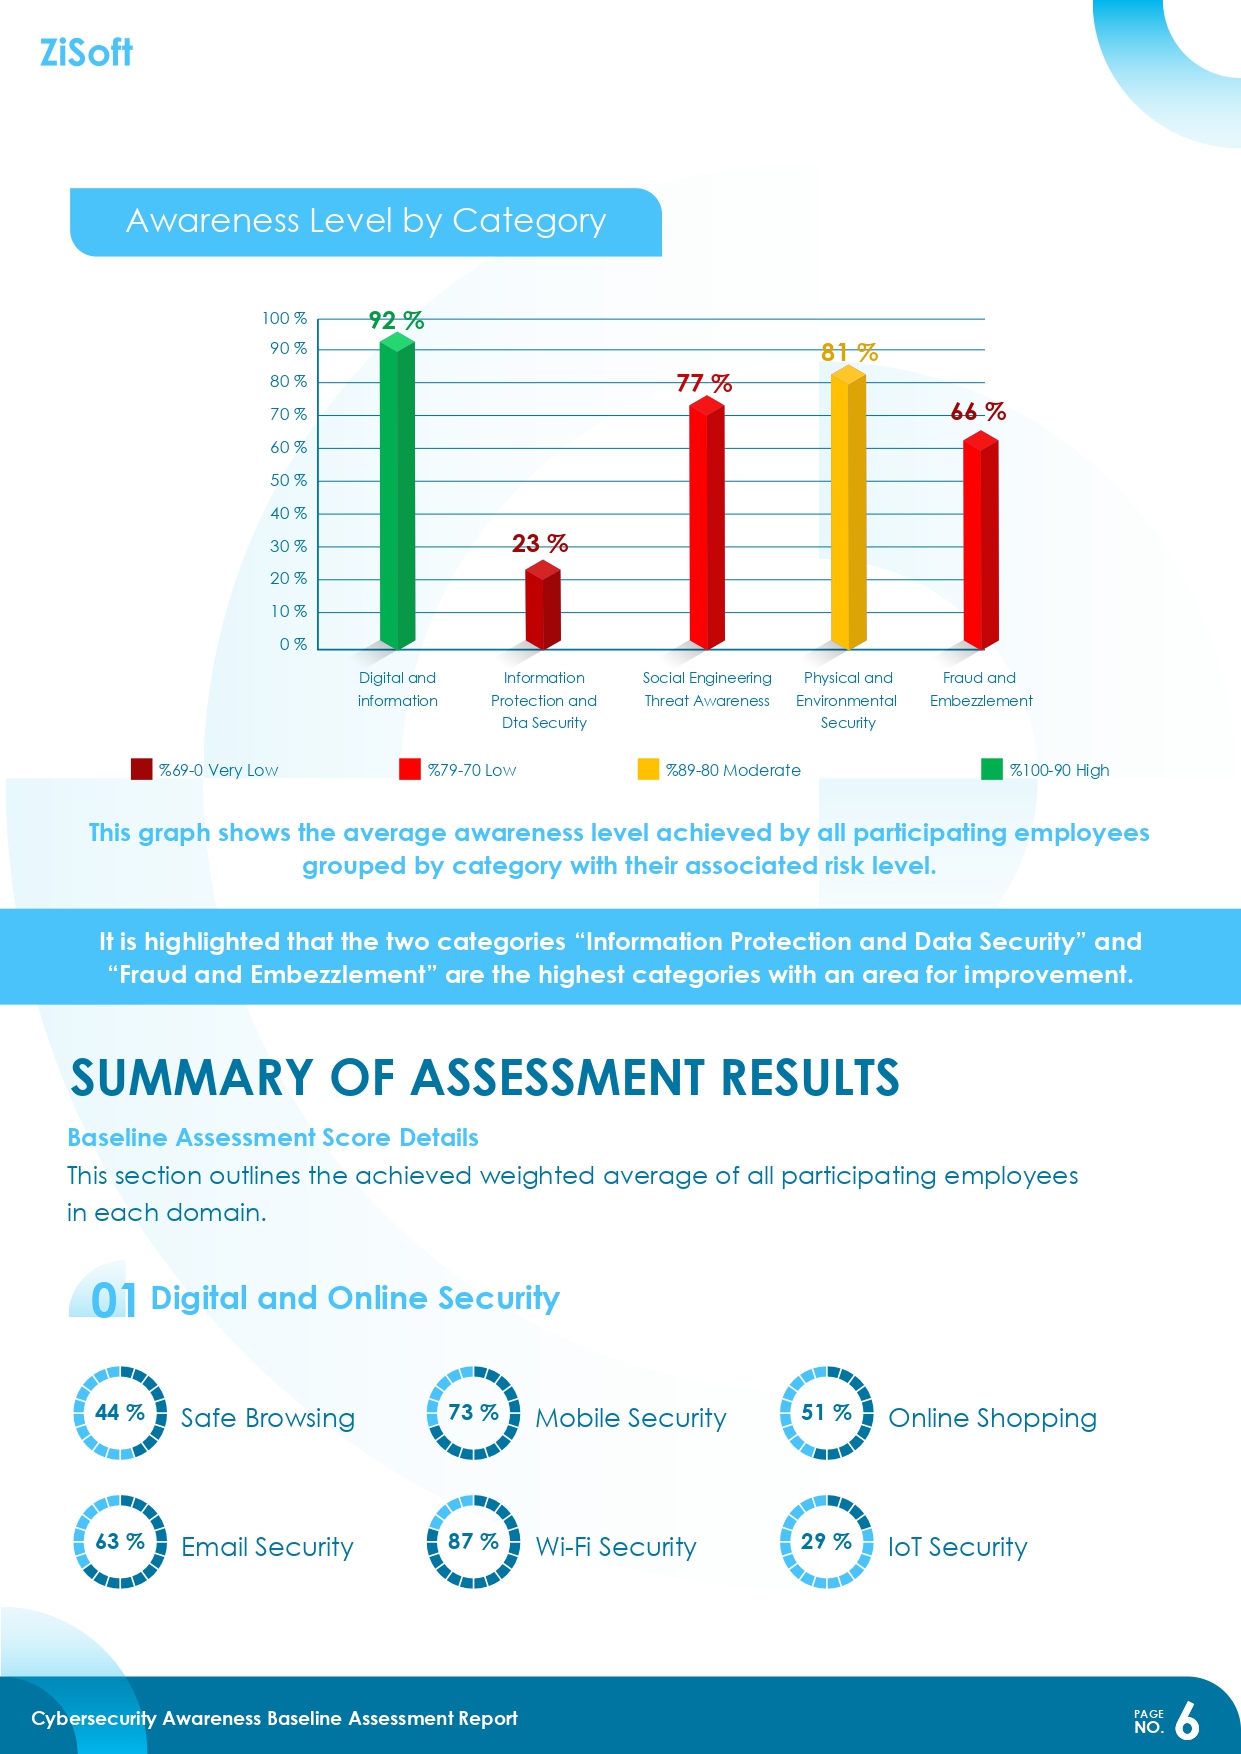 ZiSoft
Awareness Level by Category
100 %
90 %
80 %
70 %
60 %
50 %
40 %
30 %
20 %
10 %
0 %
92 %
23 %
77 %
81 %
66 %
Digital and
information
Information
Protection and
Dta Security
Social Engineering
Threat Awareness
Physical and
Environmental
Security
Fraud and
Embezzlement
%69-0 Very Low
%79-70 Low
%89-80 Moderate
%100-90 High
This graph shows the average awareness level achieved by all participating employees
grouped by category with their associated risk level.
It is highlighted that the two categories “Information Protection and Data Security” and
“Fraud and Embezzlement” are the highest categories with an area for improvement.
SUMMARY OF ASSESSMENT RESULTS
Baseline Assessment Score Details
This section outlines the achieved weighted average of all participating employees
in each domain.
01 Digital and Online Security
44 % Safe Browsing
73 % Mobile Security
51 % Online Shopping
63 % Email Security
87 % Wi-Fi Security
29 % IoT Security
Cybersecurity Awareness Baseline Assessment Report
PAGE
NO. 6